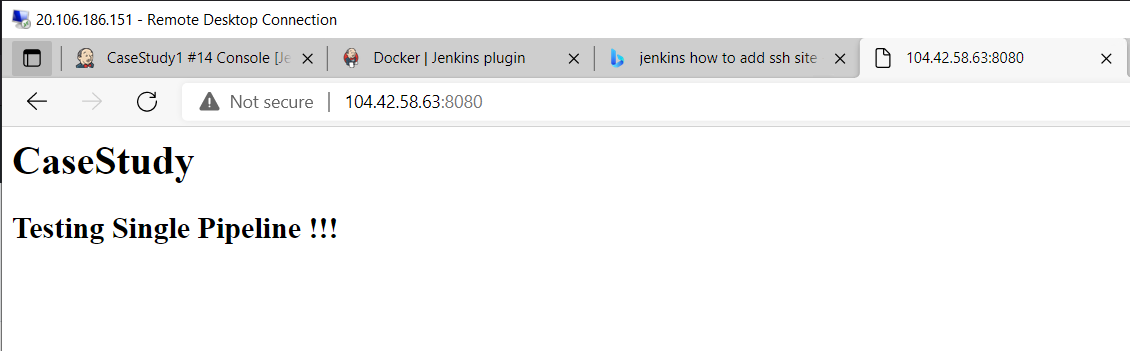 20.106.186.151 - Remote Desktop Connection
CaseStudy1 #14 Console [Je
Docker | Jenkins plugin
jenkins how to add ssh site
104.42.58.63:8080
Not secure
104.42.58.63:8080
CaseStudy
Testing Single Pipeline !!!